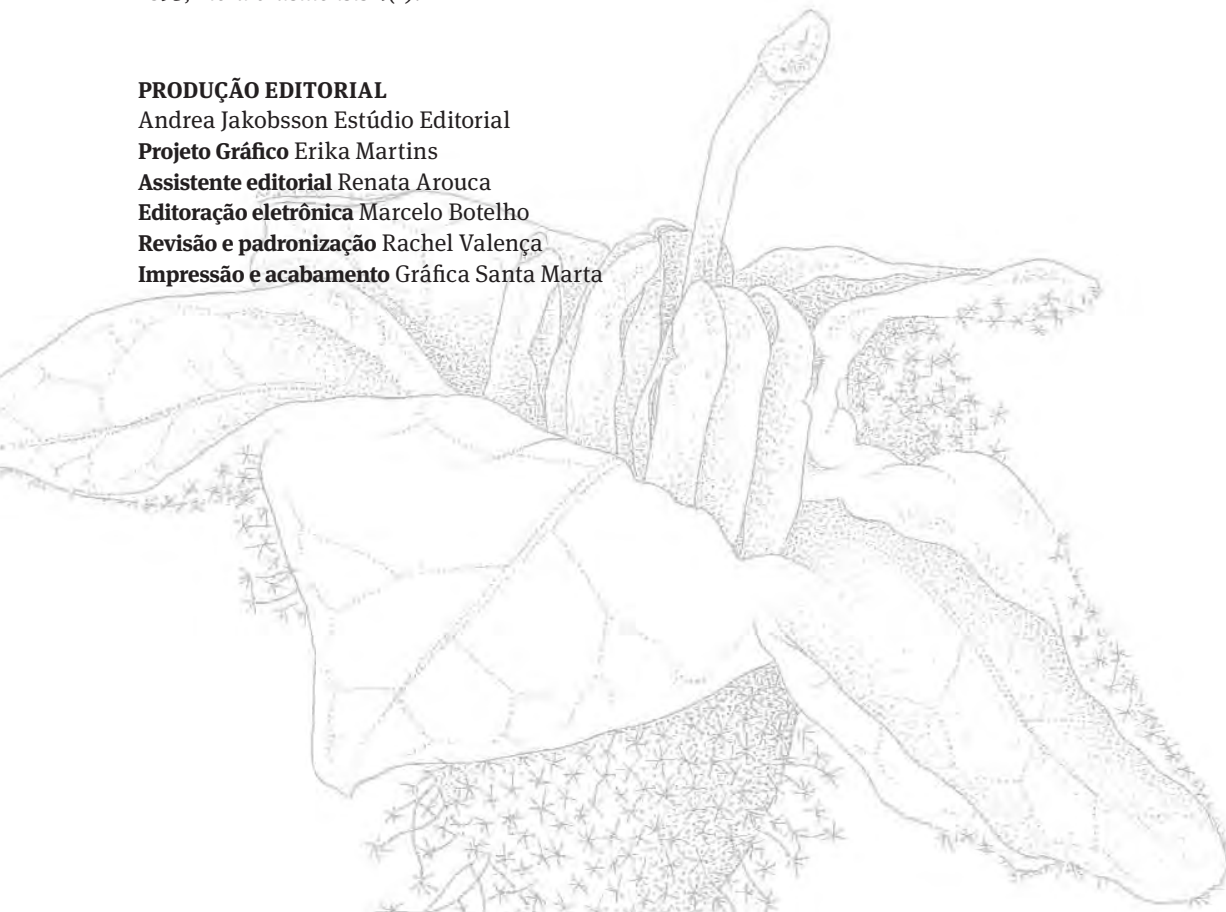 PRODUÇÃO EDITORIAL
Andrea Jakobsson Estúdio Editorial
Projeto Gráfico Erika Martins
Assistente editorial Renata Arouca
Editoração eletrônica Marcelo Botelho
Revisão e padronização Rachel Valença
Impressão e acabamento Gráfica Santa Marta